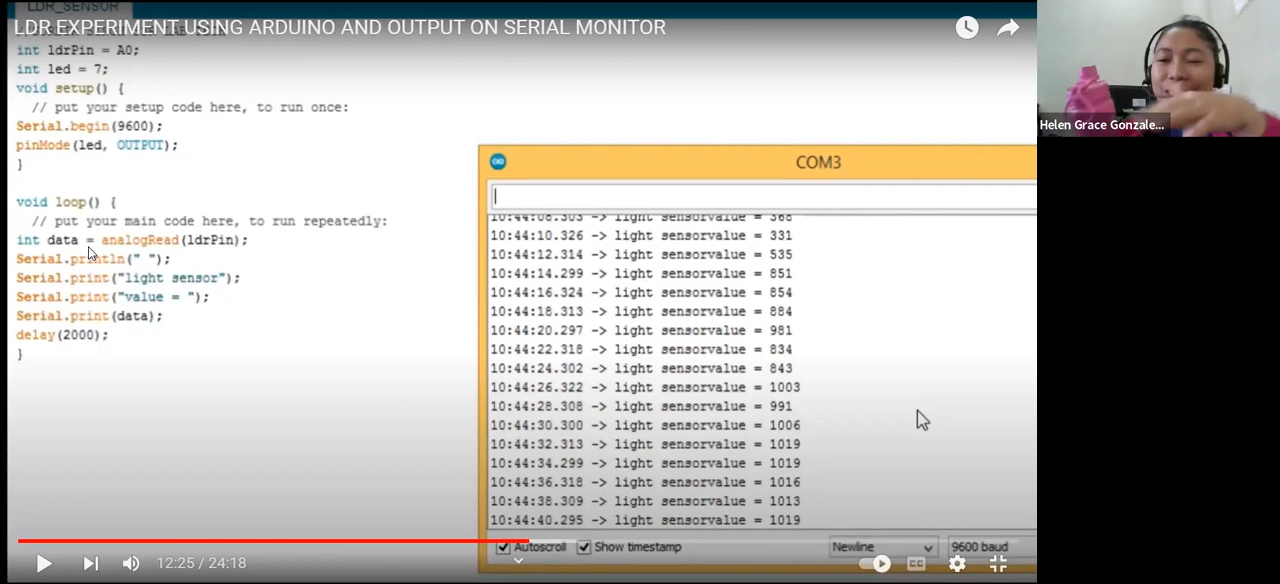 LDR_SENSOR
LDR EXPERIMENT USING ARDUINO AND OUTPUT ON SERIAL MONITOR
int ldrPin = A0;
int led = 7;
void setup() {
// put your setup code here, to run once:
Serial.begin(9600);
pinMode(led, OUTPUT);
}
void loop() {
// put your main code here, to run repeatedly:
int data = analogRead(ldrPin);
Serial.println(" ");
Serial.print("light sensor");
Serial.print("value = ");
Serial.print(data);
delay(2000);
}
COM3
10:44:08.303 -> light sensorvalue = 368
10:44:10.326 -> light sensorvalue = 331
10:44:12.314 -> light sensorvalue = 535
10:44:14.299 -> light sensorvalue = 851
10:44:16.324 -> light sensorvalue = 854
10:44:18.313 -> light sensorvalue = 884
10:44:20.297 -> light sensorvalue = 981
10:44:22.318 -> light sensorvalue = 834
10:44:24.302 -> light sensorvalue = 843
10:44:26.322 -> light sensorvalue = 1003
10:44:28.308 -> light sensorvalue = 991
10:44:30.300 -> light sensorvalue = 1006
10:44:32.313 -> light sensorvalue = 1019
10:44:34.299 -> light sensorvalue = 1019
10:44:36.318 -> light sensorvalue = 1016
10:44:38.309 -> light sensorvalue = 1013
10:44:40.295 -> light sensorvalue = 1019
Autoscroll Show timestamp Newline 9600 baud
12:25 / 24:18 CC
Helen Grace Gonzale...